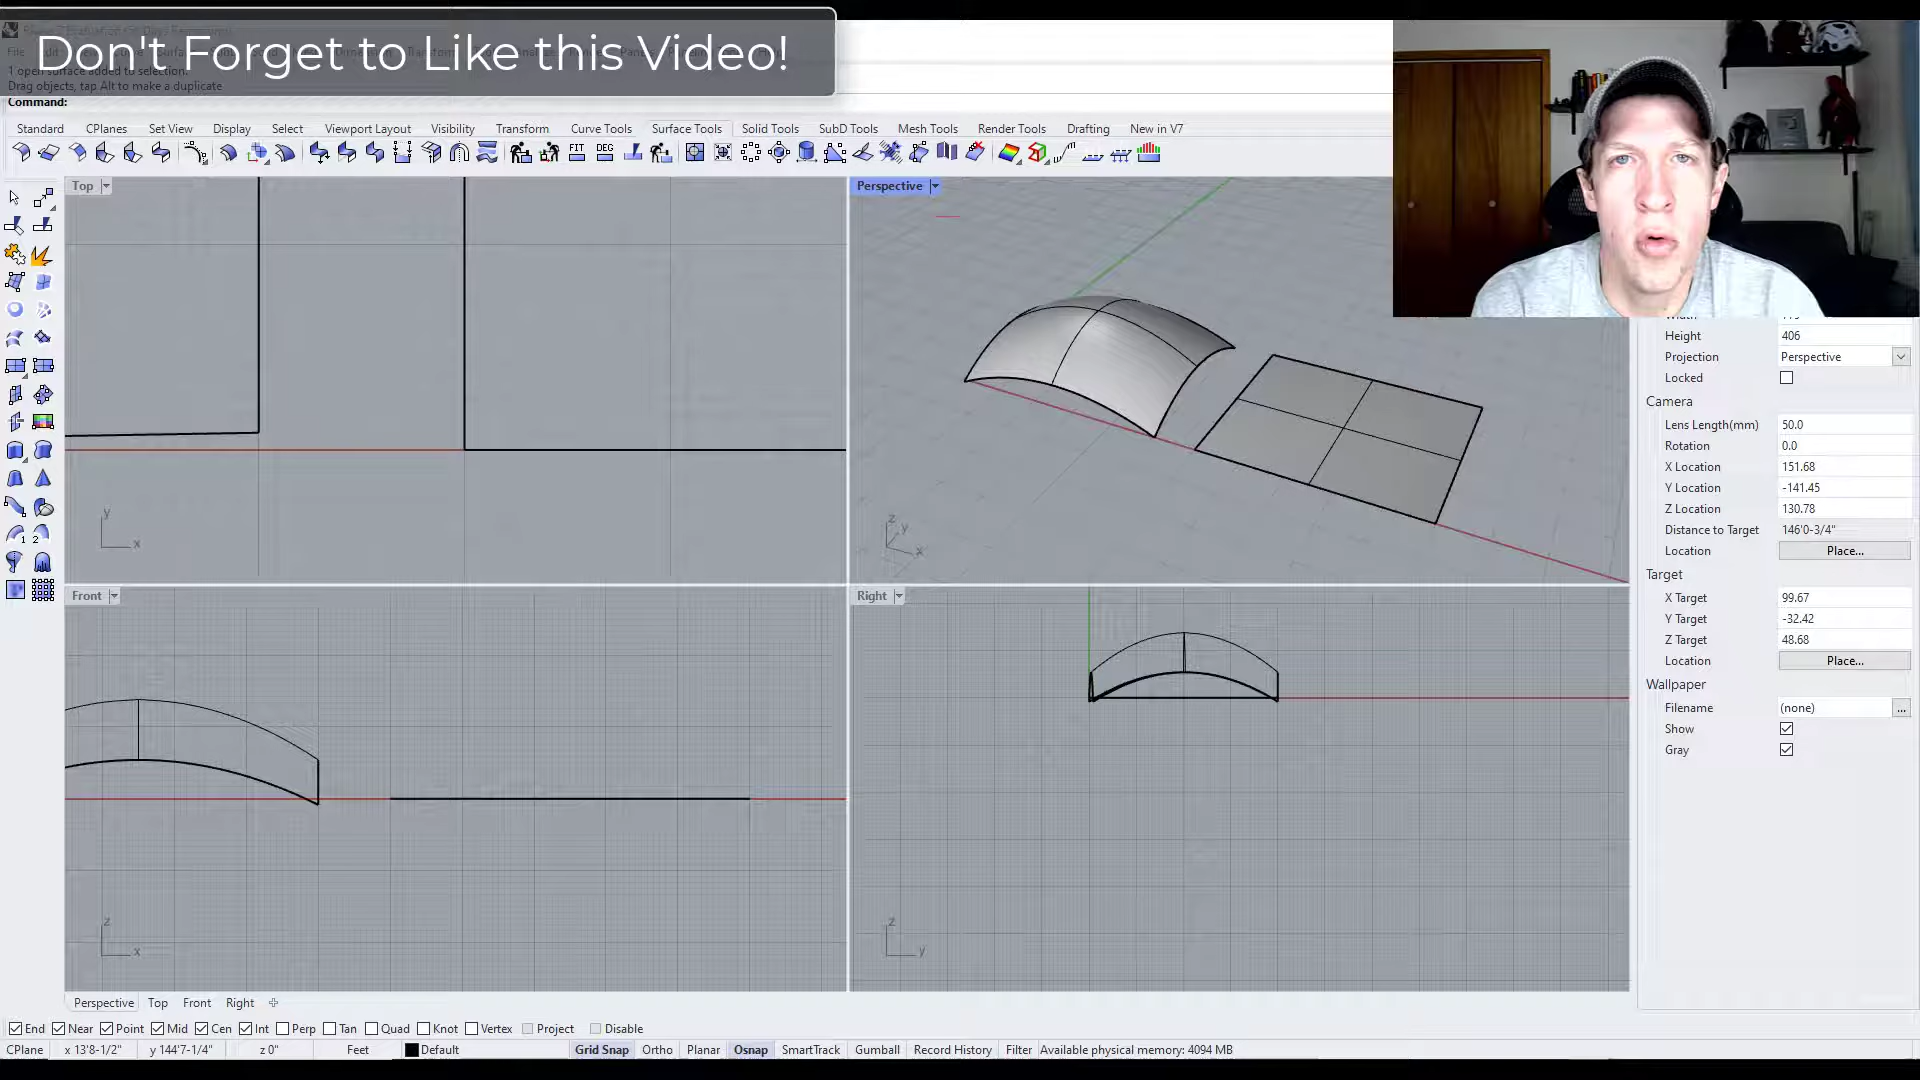 Don't Forget to Like this Video!
1 open surface added to selection.
Drag objects, tap Alt to make a duplicate
Command:
Standard CPlanes Set View Display Select Viewport Layout Visibility Transform Curve Tools Surface Tools Solid Tools SubD Tools Mesh Tools Render Tools Drafting New in V7
FIT DEG
Top
Perspective
y
x
z
y
x
Front
Right
z
x
z
y
1 2
Height 406
Projection Perspective
Locked
Camera
Lens Length(mm) 50.0
Rotation 0.0
X Location 151.68
Y Location -141.45
Z Location 130.78
Distance to Target 146'0-3/4"
Location Place...
Target
X Target 99.67
Y Target -32.42
Z Target 48.68
Location Place...
Wallpaper
Filename (none) ...
Show
Gray
Perspective Top Front Right
End Near Point Mid Cen Int Perp Tan Quad Knot Vertex Project Disable
CPlane x 13'8-1/2" y 144'7-1/4" z 0" Feet Default Grid Snap Ortho Planar Osnap SmartTrack Gumball Record History Filter Available physical memory: 4094 MB